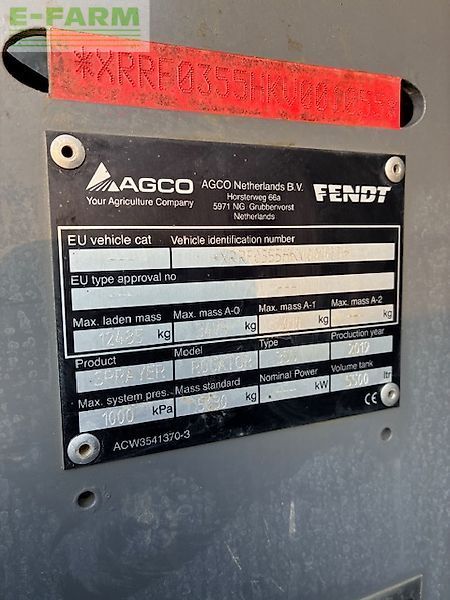 E-FARM
AGCO
Your Agriculture Company
AGCO Netherlands B.V.
Horsterweg 66a
5971 NG Grubbenvorst
Netherlands
FENDT
EU vehicle cat
Vehicle identification number
---
EU type approval no
---
---
Max. laden mass
Max. mass A-0
Max. mass A-1
Max. mass A-2
kg kg kg kg
Product
Model
Type
Production year
SPRAYER
2019
Max. system pres.
Mass standard
Nominal Power
Volume tank
1000 kPa
kg
kW
5500 ltr
ACW3541370-3
CE